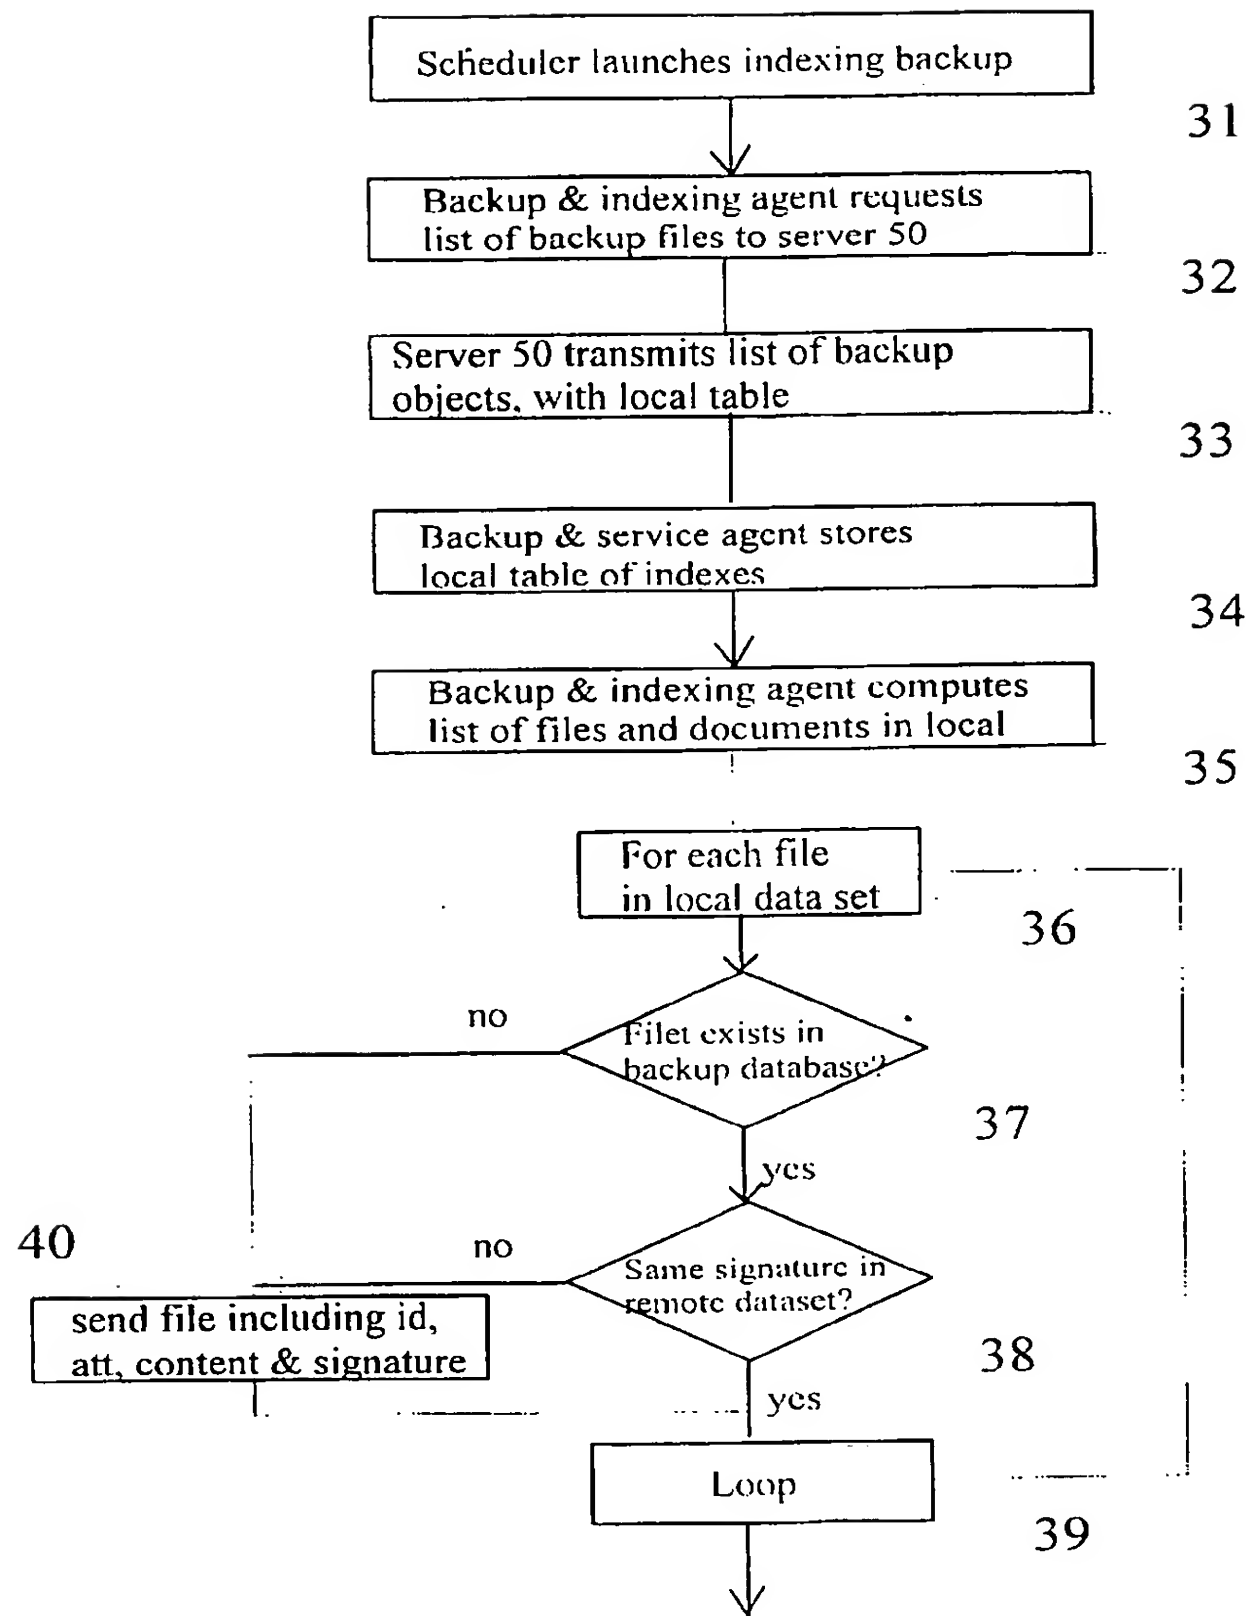 Scheduler launches indexing backup
31
Backup & indexing agent requests
list of backup files to server 50
32
Server 50 transmits list of backup
objects, with local table
33
Backup & service agent stores
local table of indexes
34
Backup & indexing agent computes
list of files and documents in local
35
For each file
in local data set
36
no
Filet exists in
backup database?
37
yes
40
no
Same signature in
remote dataset?
send file including id,
att, content & signature
38
yes
Loop
39